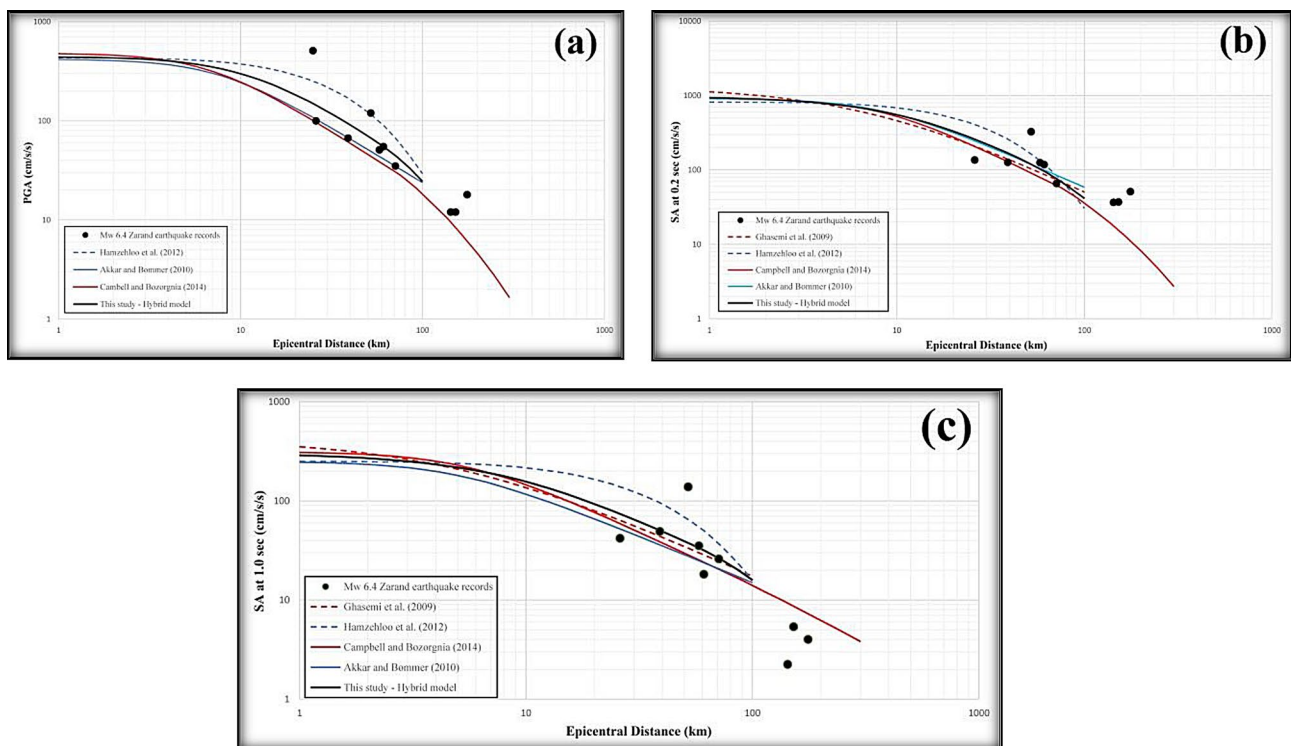 (a)
1000
100
10
1
PGA (cm/s/s)
Mw 6.4 Zarand earthquake records
Hamzehloo et al. (2012)
Akkar and Bommer (2010)
Cambell and Bozorgnia (2014)
This study - Hybrid model
1 10 100 1000
Epicentral Distance (km)
(b)
10000
1000
100
10
1
SA at 0.2 sec (cm/s/s)
Mw 6.4 Zarand earthquake records
Ghasemi et al. (2009)
Hamzehloo et al. (2012)
Campbell and Bozorgnia (2014)
Akkar and Bommer (2010)
This study - Hybrid model
1 10 100 1000
Epicentral Distance (km)
(c)
1000
100
10
1
SA at 1.0 sec (cm/s/s)
Mw 6.4 Zarand earthquake records
Ghasemi et al. (2009)
Hamzehloo et al. (2012)
Campbell and Bozorgnia (2014)
Akkar and Bommer (2010)
This study - Hybrid model
1 10 100 1000
Epicentral Distance (km)